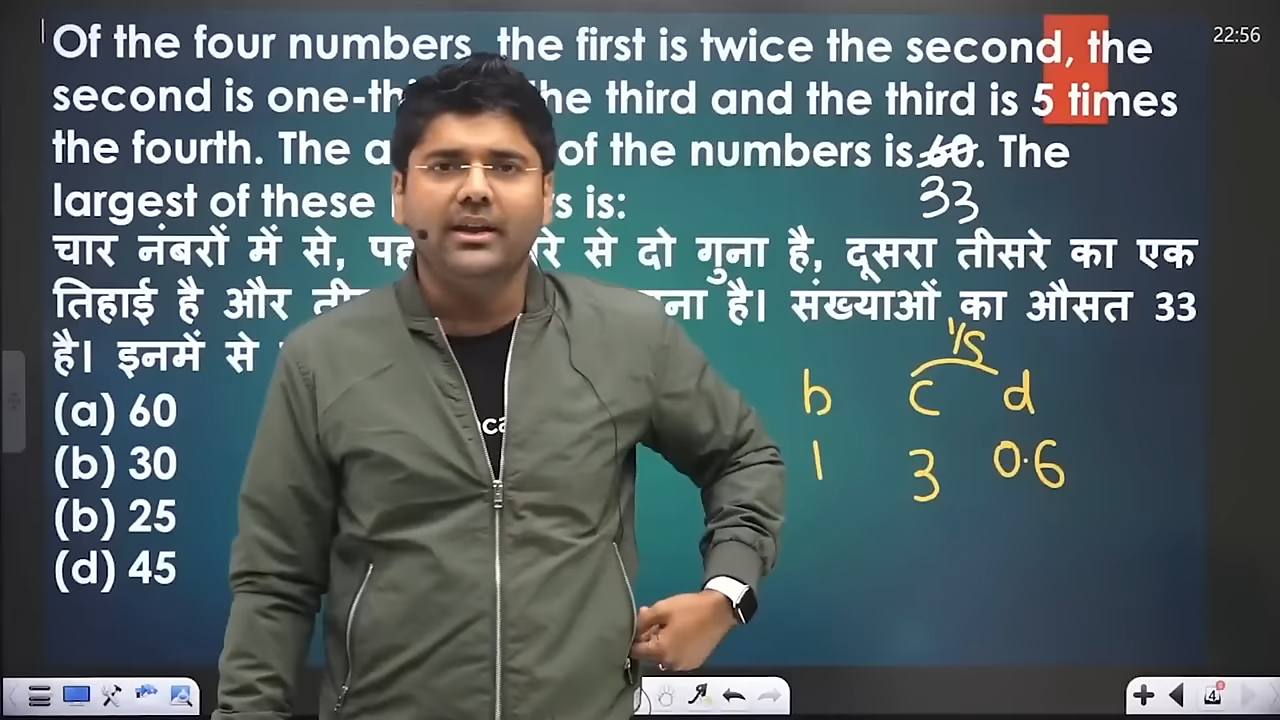 22:56
Of the four numbers, the first is twice the second, the
second is one-th he third and the third is 5 times
the fourth. The a of the numbers is 60. The
33
largest of these s is:
चार नंबरों में से, पह रे से दो गुना है, दूसरा तीसरे का एक
तिहाई है और ती ना है। संख्याओं का औसत 33
है। इनमें से
1/5
b c d
1 3 0.6
(a) 60
(b) 30
(b) 25
(d) 45
ca
4